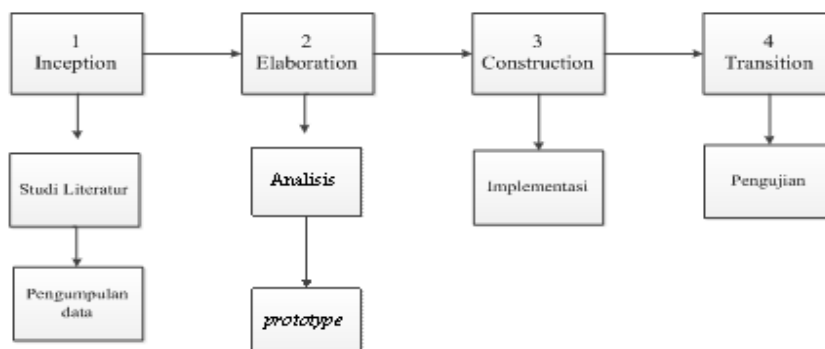 1
Inception
2
Elaboration
3
Construction
4
Transition
Studi Literatur
Pengumpulan
data
Analisis
prototype
Implementasi
Pengujian